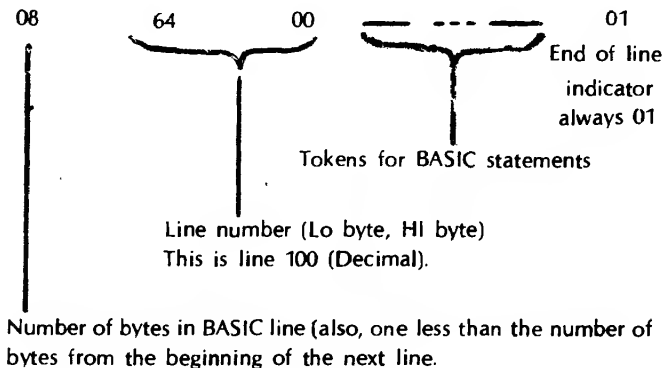 08 64 00 — --- — 01
End of line
indicator
always 01
Tokens for BASIC statements
Line number (Lo byte, HI byte)
This is line 100 (Decimal).
Number of bytes in BASIC line (also, one less than the number of
bytes from the beginning of the next line.